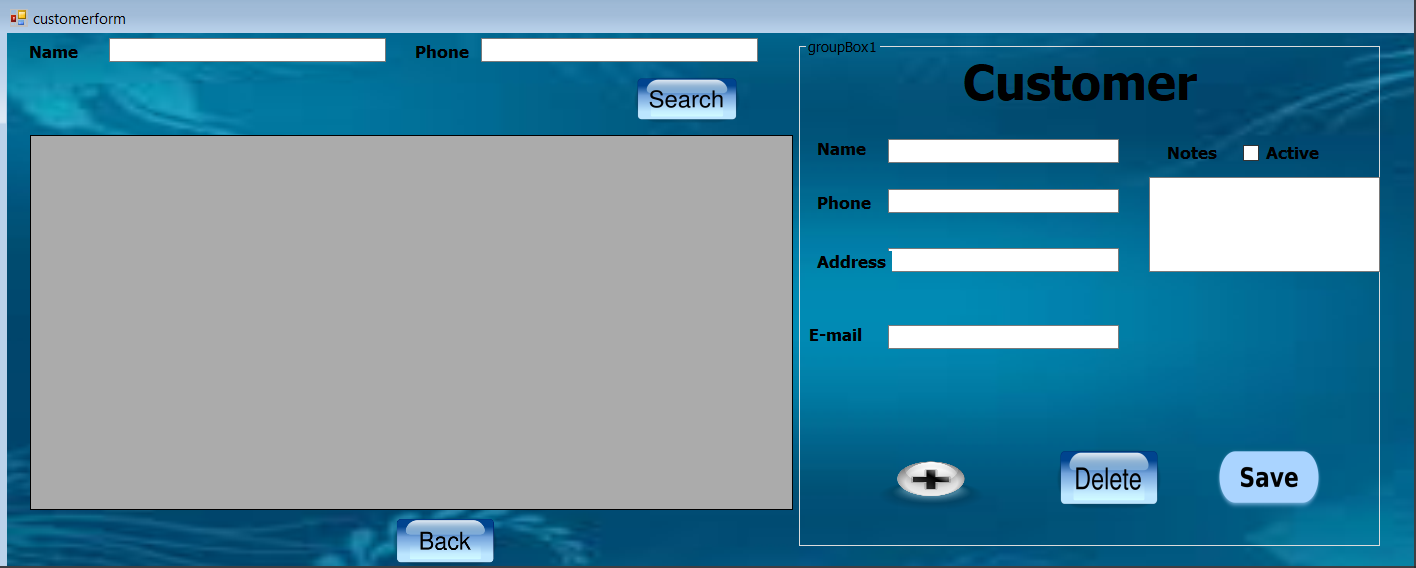 customerform
Name
Phone
Search
Back
groupBox1
Customer
Name
Phone
Address
E-mail
Notes
Active
Delete
Save